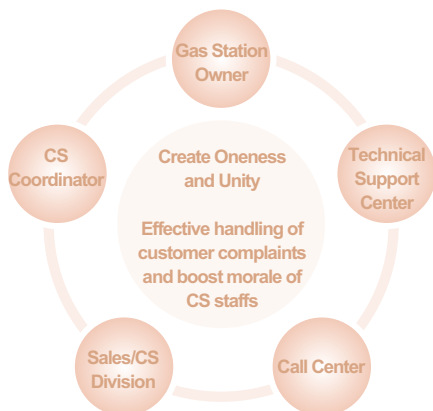 Gas Station
Owner
CS
Coordinator
Create Oneness
and Unity
Effective handling of
customer complaints
and boost morale of
CS staffs
Technical
Support
Center
Sales/CS
Division
Call Center